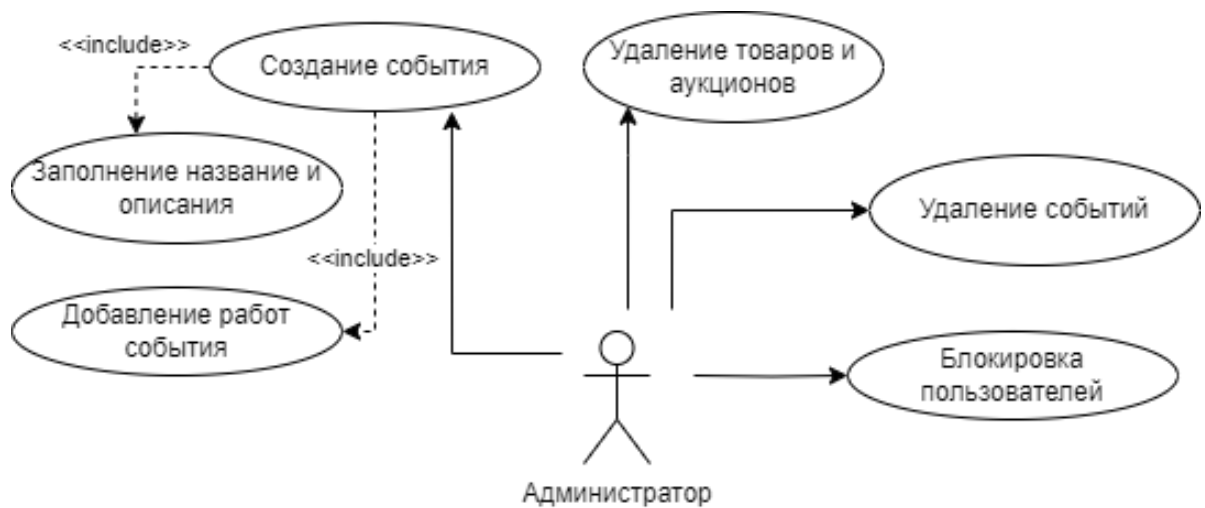 <<include>>
Создание события
Удаление товаров и
аукционов
Заполнение название и
описания
Удаление событий
<<include>>
Добавление работ
события
Блокировка
пользователей
Администратор